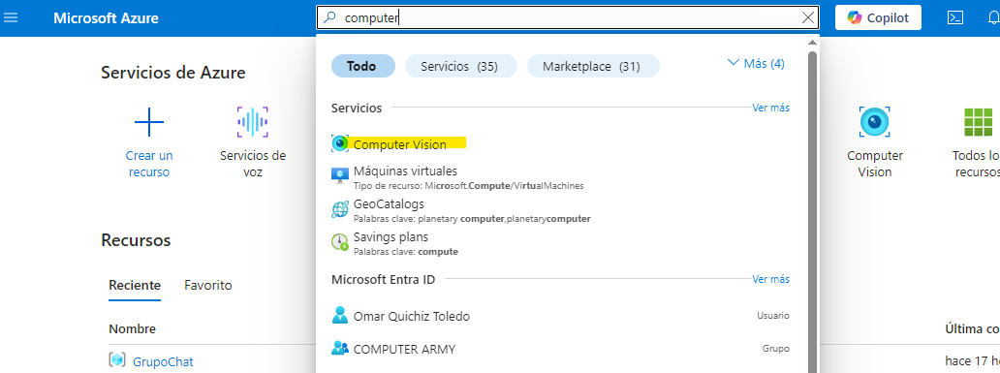 Microsoft Azure
computer
Copilot
Servicios de Azure
Crear un
recurso
Servicios de
voz
Todo
Servicios (35)
Marketplace (31)
Más (4)
Servicios
Ver más
Computer Vision
Máquinas virtuales
Tipo de recurso: Microsoft.Compute/VirtualMachines
GeoCatalogs
Palabras clave: planetary computer,planetarycomputer
Savings plans
Palabras clave: compute
Microsoft Entra ID
Ver más
Omar Quichiz Toledo
Usuario
COMPUTER ARMY
Grupo
Computer
Vision
Todos lo
recursos
Recursos
Reciente
Favorito
Nombre
Última co
GrupoChat
hace 17 h